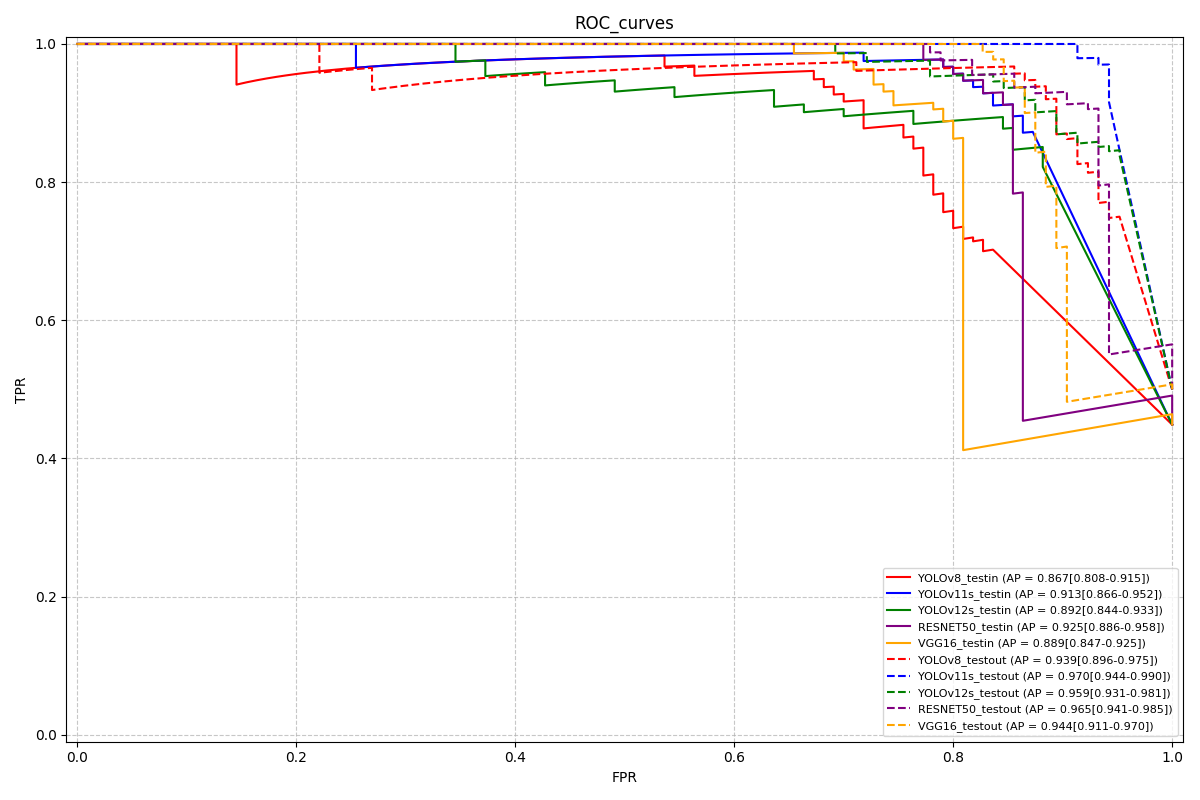 ROC_curves
1.0
0.8
0.6
0.4
0.2
0.0
TPR
0.0
0.2
0.4
0.6
0.8
1.0
FPR
YOLOv8_testin (AP = 0.867[0.808-0.915])
YOLOv11s_testin (AP = 0.913[0.866-0.952])
YOLOv12s_testin (AP = 0.892[0.844-0.933])
RESNET50_testin (AP = 0.925[0.886-0.958])
VGG16_testin (AP = 0.889[0.847-0.925])
YOLOv8_testout (AP = 0.939[0.896-0.975])
YOLOv11s_testout (AP = 0.970[0.944-0.990])
YOLOv12s_testout (AP = 0.959[0.931-0.981])
RESNET50_testout (AP = 0.965[0.941-0.985])
VGG16_testout (AP = 0.944[0.911-0.970])